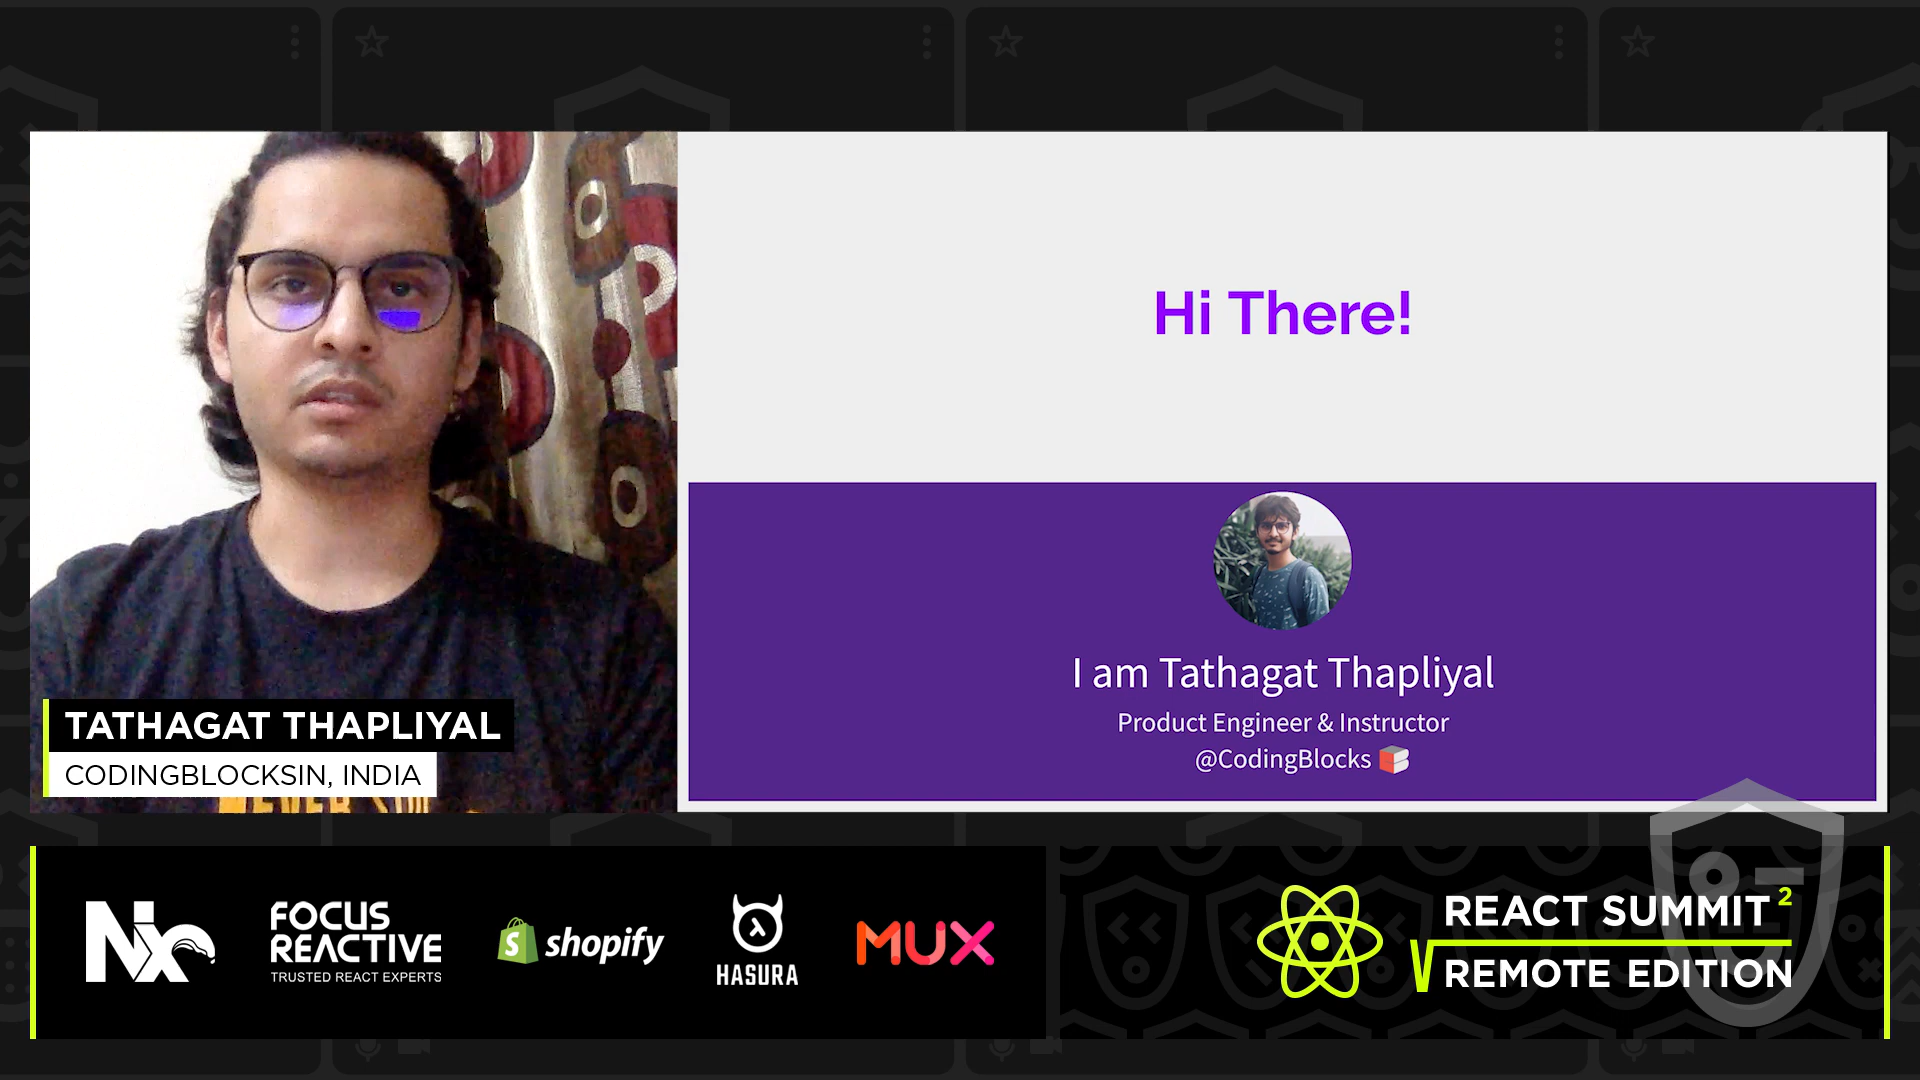 Hi There!
I am Tathagat Thapliyal
Product Engineer & Instructor
@CodingBlocks
TATHAGAT THAPLIYAL
CODINGBLOCKSIN, INDIA
Nx
FOCUS
REACTIVE
TRUSTED REACT EXPERTS
shopify
HASURA
MUX
REACT SUMMIT 2
REMOTE EDITION